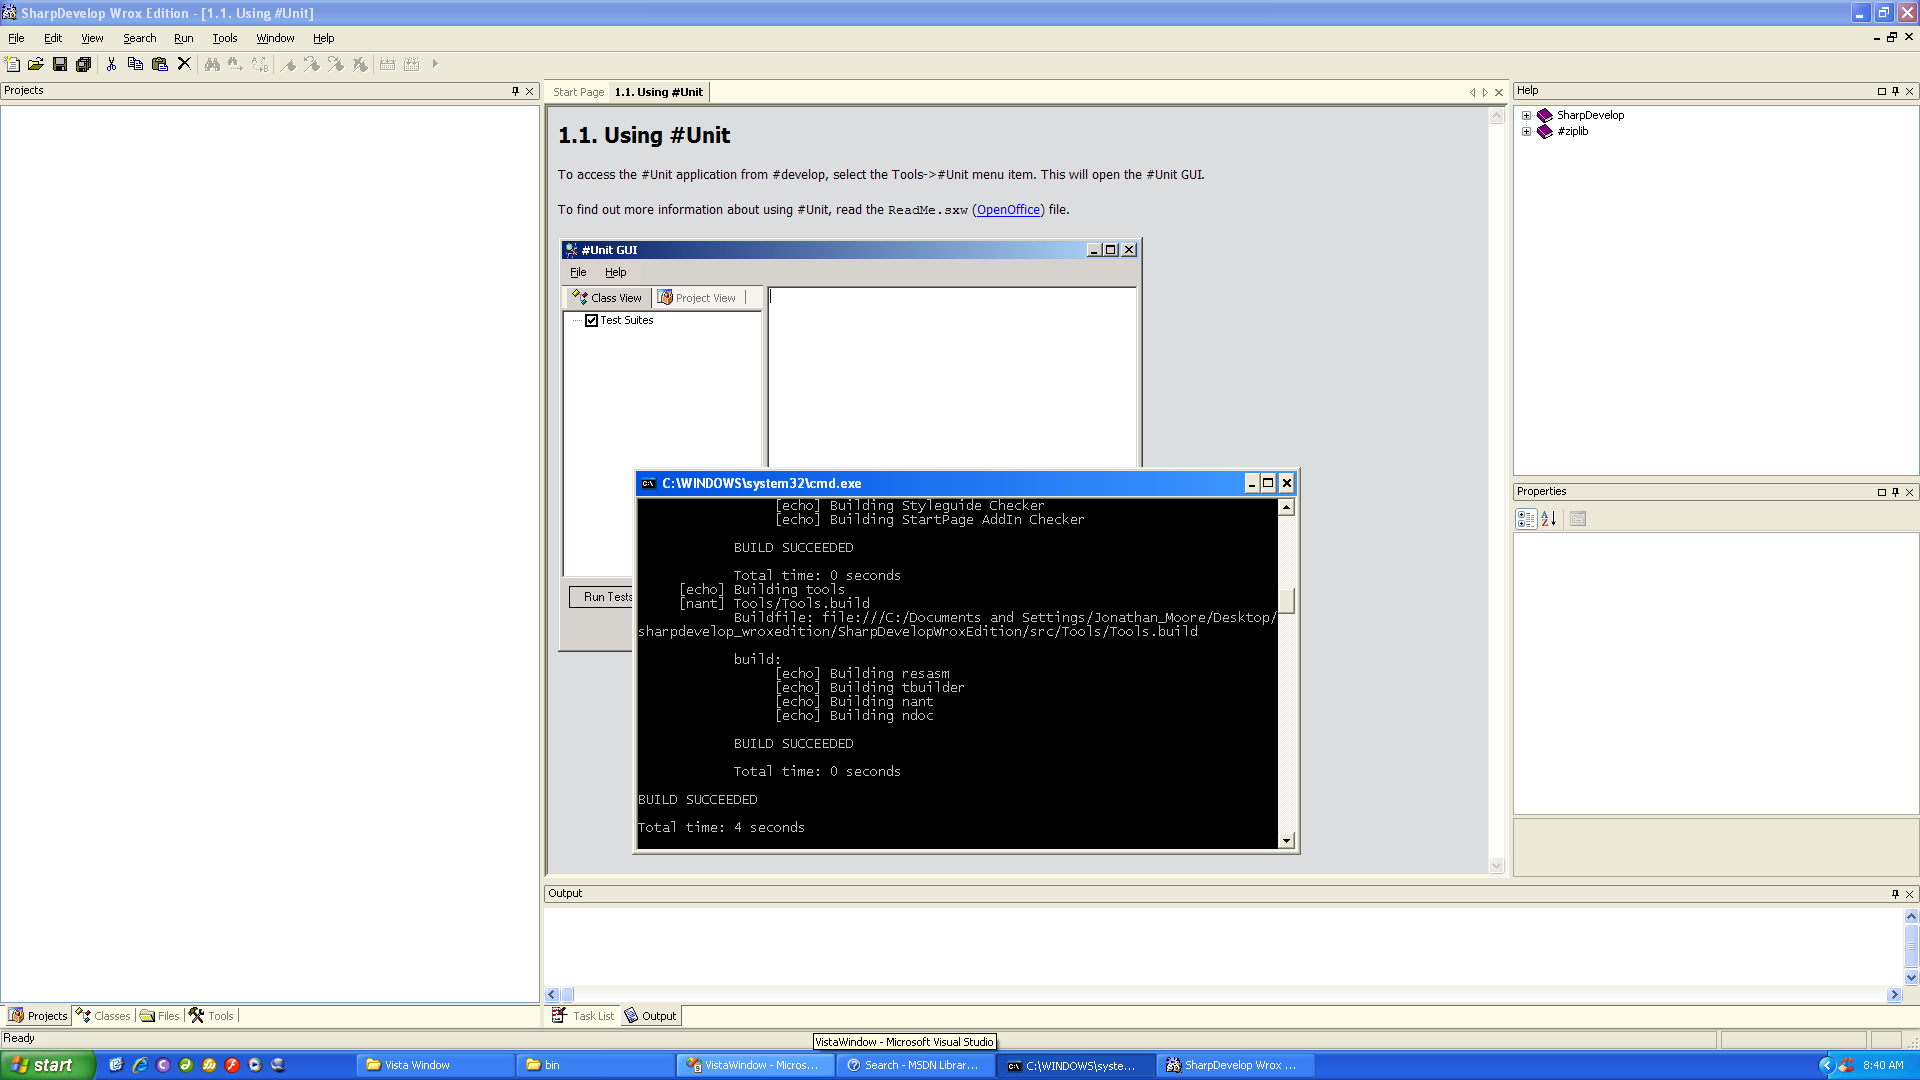 SharpDevelop Wrox Edition - [1.1. Using #Unit]
File Edit View Search Run Tools Window Help
Projects
Start Page 1.1. Using #Unit
Help
SharpDevelop
#ziplib
1.1. Using #Unit
To access the #Unit application from #develop, select the Tools->#Unit menu item. This will open the #Unit GUI.
To find out more information about using #Unit, read the ReadMe.sxw (OpenOffice) file.
#Unit GUI
File Help
Class View Project View
Test Suites
Run Tests
C:\WINDOWS\system32\cmd.exe
[echo] Building Styleguide Checker
[echo] Building StartPage AddIn Checker
BUILD SUCCEEDED
Total time: 0 seconds
[echo] Building tools
[nant] Tools/Tools.build
Buildfile: file:///C:/Documents and Settings/Jonathan_Moore/Desktop/
sharpdevelop_wroxedition/SharpDevelopWroxEdition/src/Tools/Tools.build
build:
[echo] Building resasm
[echo] Building tbuilder
[echo] Building nant
[echo] Building ndoc
BUILD SUCCEEDED
Total time: 0 seconds
BUILD SUCCEEDED
Total time: 4 seconds
Properties
Output
Projects Classes Files Tools
Task List Output
Ready
VistaWindow - Microsoft Visual Studio
start
Vista Window
bin
VistaWindow - Micros...
Search - MSDN Librar...
C:\WINDOWS\syste...
SharpDevelop Wrox ...
8:40 AM